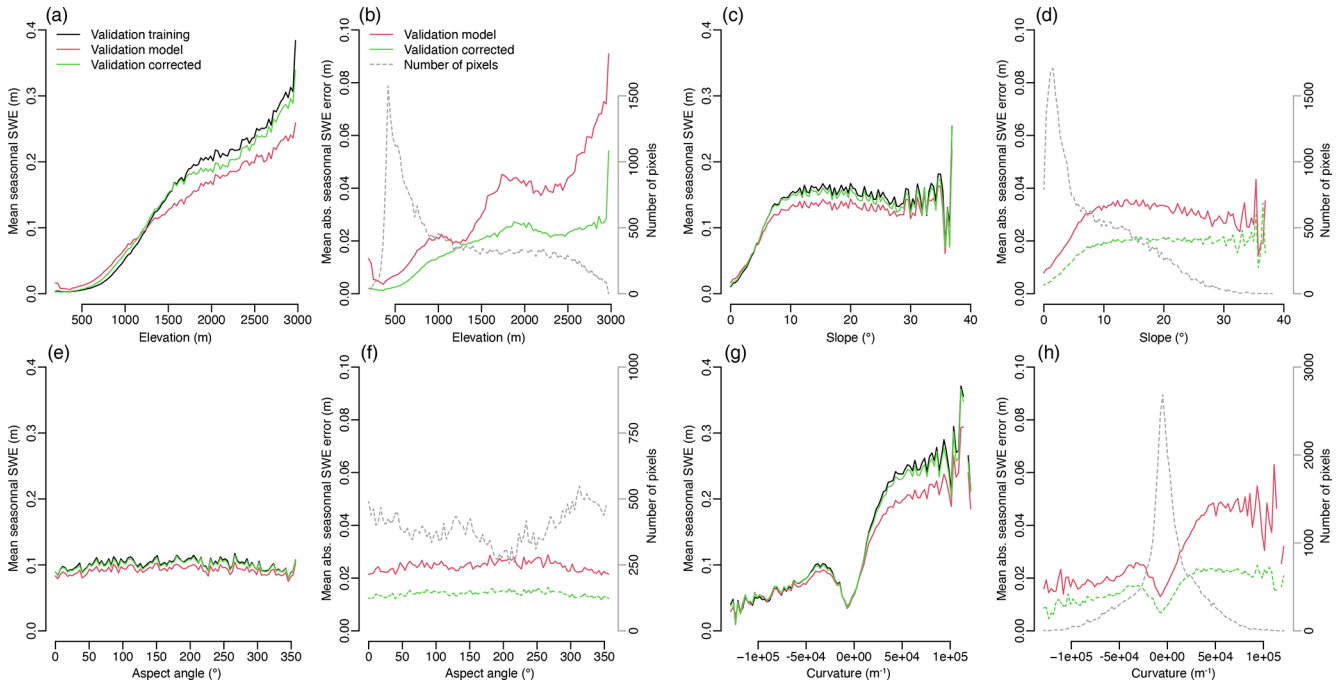 (a)
Mean seasonnal SWE (m)
0.0 0.1 0.2 0.3 0.4
Validation training
Validation model
Validation corrected
500 1000 1500 2000 2500 3000
Elevation (m)
(b)
Mean abs. seasonnal SWE error (m)
0.00 0.02 0.04 0.06 0.08 0.10
Validation model
Validation corrected
Number of pixels
0 500 1000 1500
Number of pixels
500 1000 1500 2000 2500 3000
Elevation (m)
(c)
Mean seasonnal SWE (m)
0.0 0.1 0.2 0.3 0.4
0 10 20 30 40
Slope (°)
(d)
Mean abs. seasonnal SWE error (m)
0.00 0.02 0.04 0.06 0.08 0.10
0 500 1000 1500
Number of pixels
0 10 20 30 40
Slope (°)
(e)
Mean seasonnal SWE (m)
0.0 0.1 0.2 0.3 0.4
0 50 100 150 200 250 300 350
Aspect angle (°)
(f)
Mean abs. seasonnal SWE error (m)
0.00 0.02 0.04 0.06 0.08 0.10
0 250 500 750 1000
Number of pixels
0 50 100 150 200 250 300 350
Aspect angle (°)
(g)
Mean seasonnal SWE (m)
0.0 0.1 0.2 0.3 0.4
−1e+05 −5e+04 0e+00 5e+04 1e+05
Curvature (m⁻¹)
(h)
Mean abs. seasonnal SWE error (m)
0.00 0.02 0.04 0.06 0.08 0.10
0 1000 2000 3000
Number of pixels
−1e+05 −5e+04 0e+00 5e+04 1e+05
Curvature (m⁻¹)